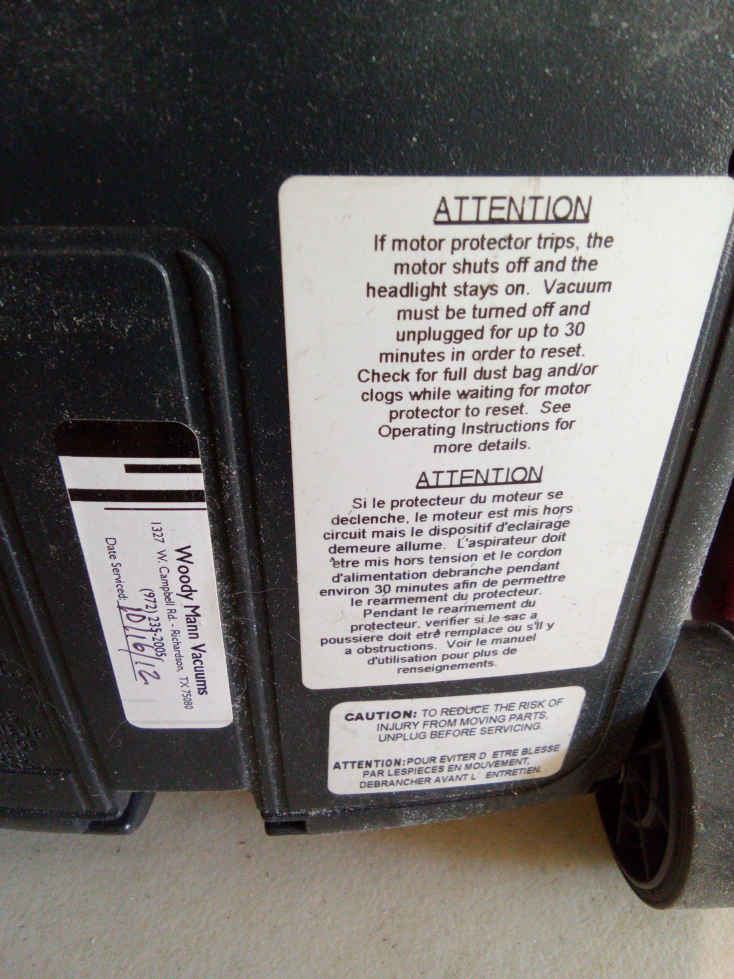 ATTENTION
If motor protector trips, the
motor shuts off and the
headlight stays on. Vacuum
must be turned off and
unplugged for up to 30
minutes in order to reset.
Check for full dust bag and/or
clogs while waiting for motor
protector to reset. See
Operating Instructions for
more details.
ATTENTION
Si le protecteur du moteur se
declenche, le moteur est mis hors
circuit mais le dispositif d'eclairage
demeure allume. L'aspirateur doit
etre mis hors tension et le cordon
d'alimentation debranche pendant
environ 30 minutes afin de permettre
le rearmement du protecteur.
Pendant le rearmement du
protecteur, verifier si le sac a
poussiere doit etre remplace ou s'il y
a obstructions. Voir le manuel
d'utilisation pour plus de
renseignements.
CAUTION: TO REDUCE THE RISK OF
INJURY FROM MOVING PARTS,
UNPLUG BEFORE SERVICING.
ATTENTION: POUR EVITER D ETRE BLESSE
PAR LESPIECES EN MOUVEMENT,
DEBRANCHER AVANT L ENTRETIEN.
Woody Mann Vacuums
1327 W. Campbell Rd. - Richardson, TX 75080
(972) 235-2005
Date Serviced: 10/16/12